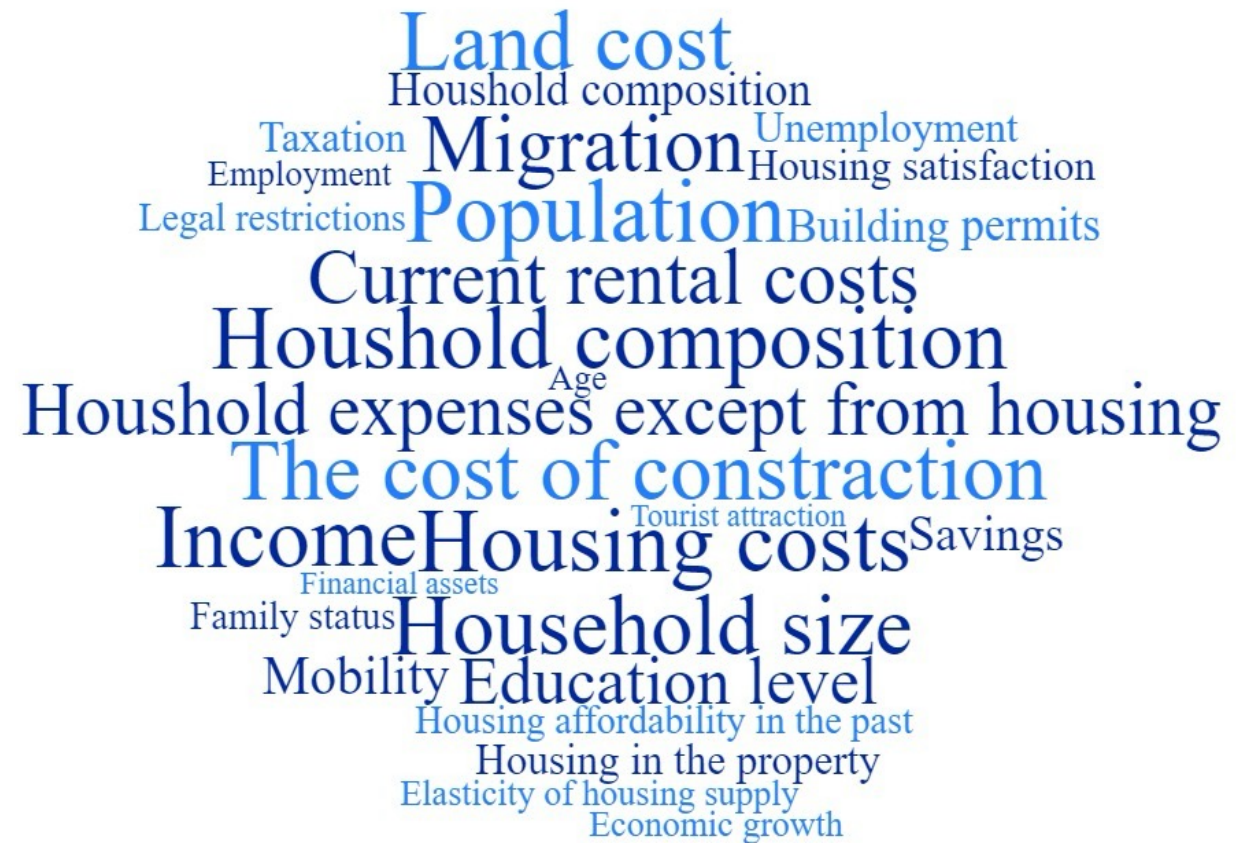 Land cost
Houshold composition
Taxation
Migration
Unemployment
Employment
Housing satisfaction
Legal restrictions
Population
Building permits
Current rental costs
Houshold composition
Age
Houshold expenses except from housing
The cost of constraction
Tourist attraction
Income
Housing costs
Savings
Financial assets
Family status
Household size
Mobility
Education level
Housing affordability in the past
Housing in the property
Elasticity of housing supply
Economic growth